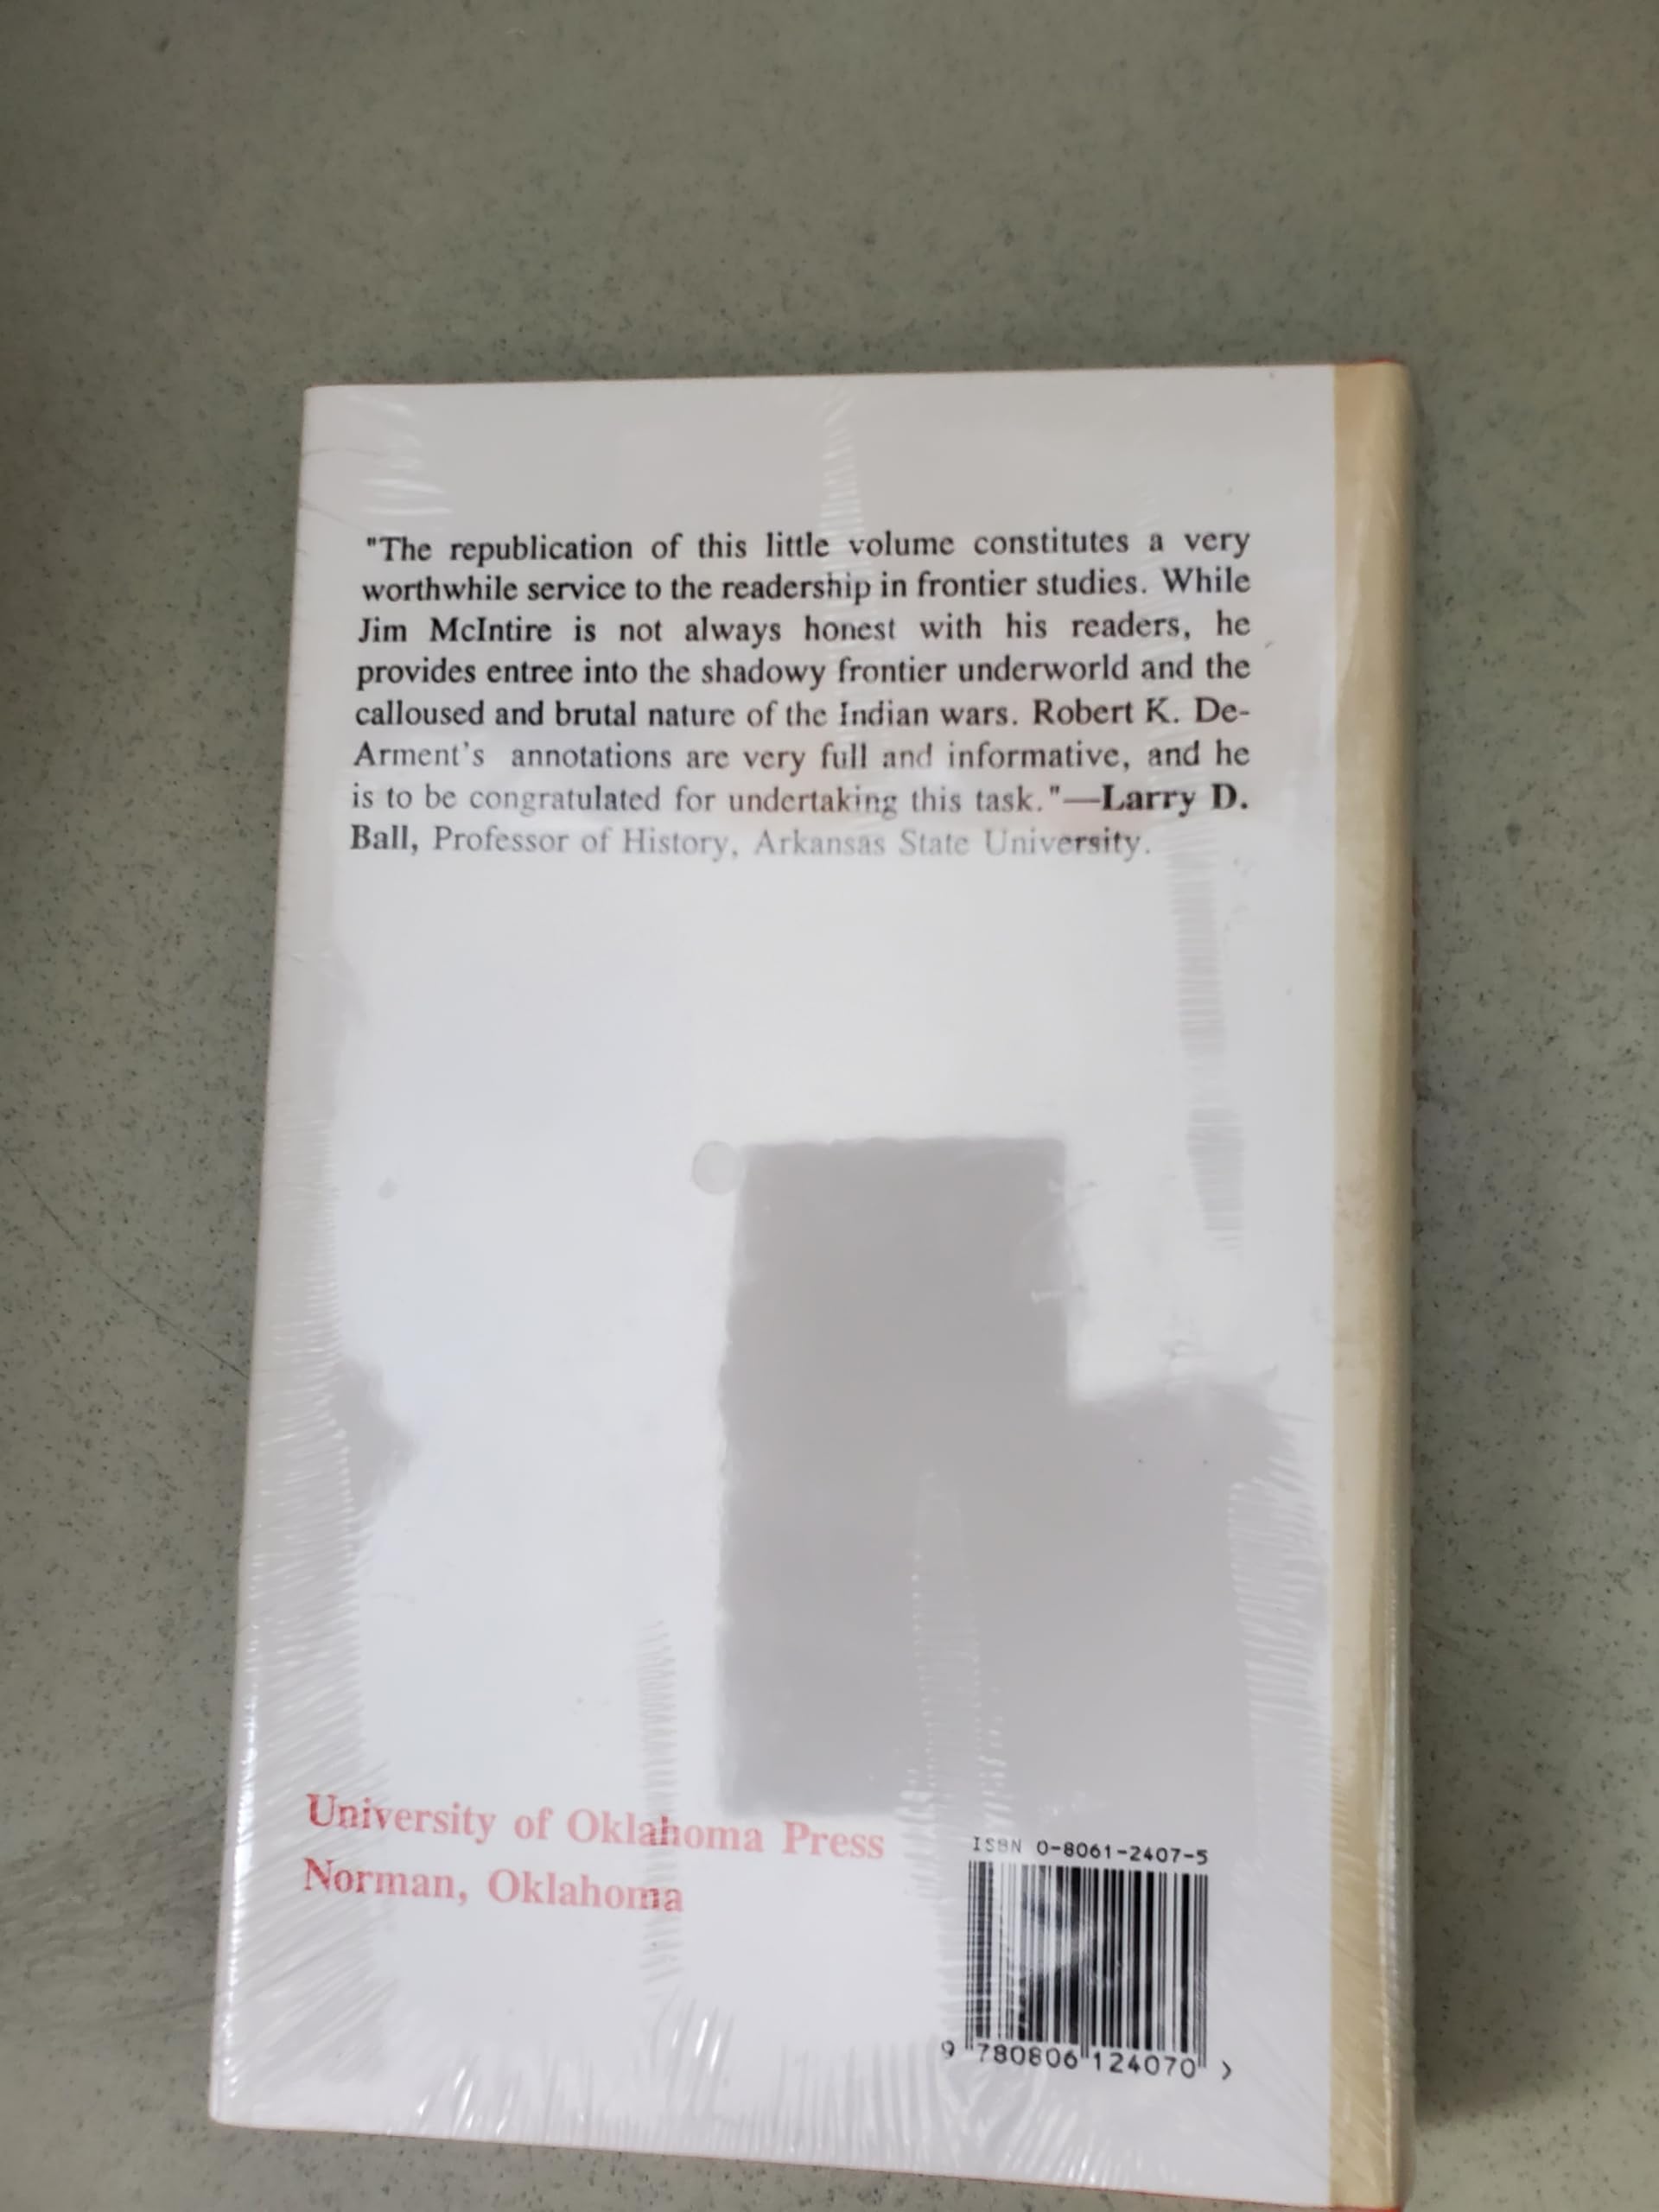 "The republication of this little volume constitutes a very
worthwhile service to the readership in frontier studies. While
Jim McIntire is not always honest with his readers, he
provides entree into the shadowy frontier underworld and the
calloused and brutal nature of the Indian wars. Robert K. De-
Arment's annotations are very full and informative, and he
is to be congratulated for undertaking this task."—Larry D.
Ball, Professor of History, Arkansas State University.
University of Oklahoma Press
Norman, Oklahoma
ISBN 0-8061-2407-5
9 780806 124070 >